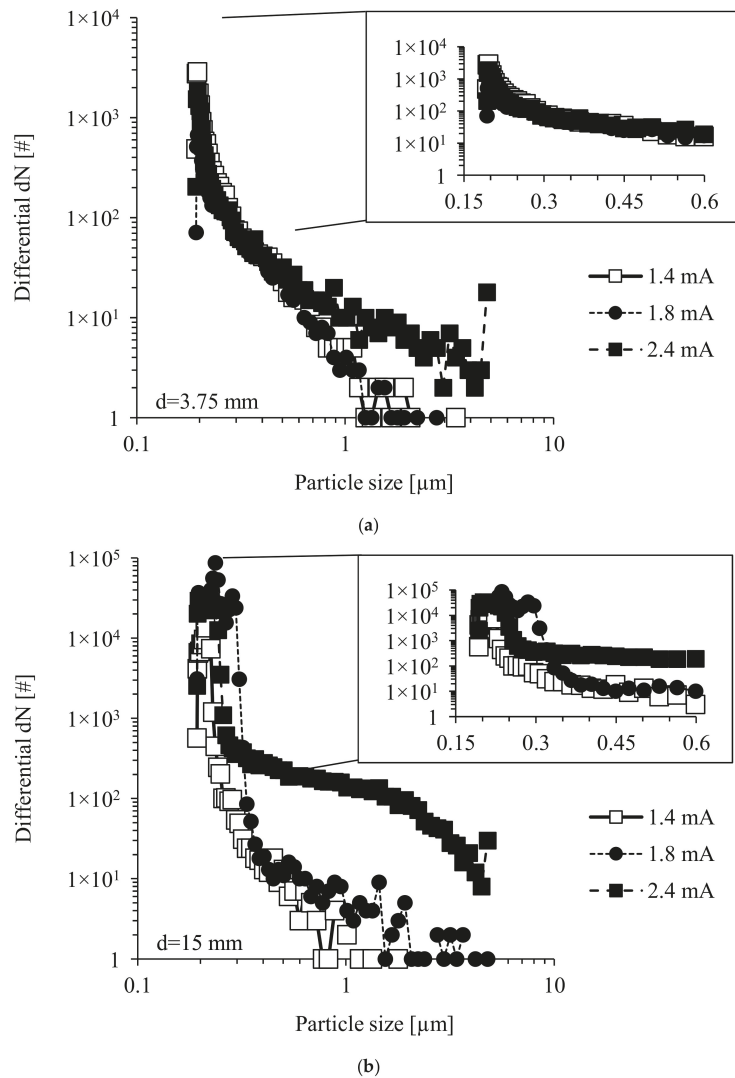 1×10⁴
1×10³
1×10²
1×10¹
1
Differential dN [#]
0.1
1
10
Particle size [µm]
d=3.75 mm
1×10⁴
1×10³
1×10²
1×10¹
1
0.15
0.3
0.45
0.6
1.4 mA
1.8 mA
2.4 mA
(a)
1×10⁵
1×10⁴
1×10³
1×10²
1×10¹
1
Differential dN [#]
0.1
1
10
Particle size [µm]
d=15 mm
1×10⁵
1×10⁴
1×10³
1×10²
1×10¹
1
0.15
0.3
0.45
0.6
1.4 mA
1.8 mA
2.4 mA
(b)